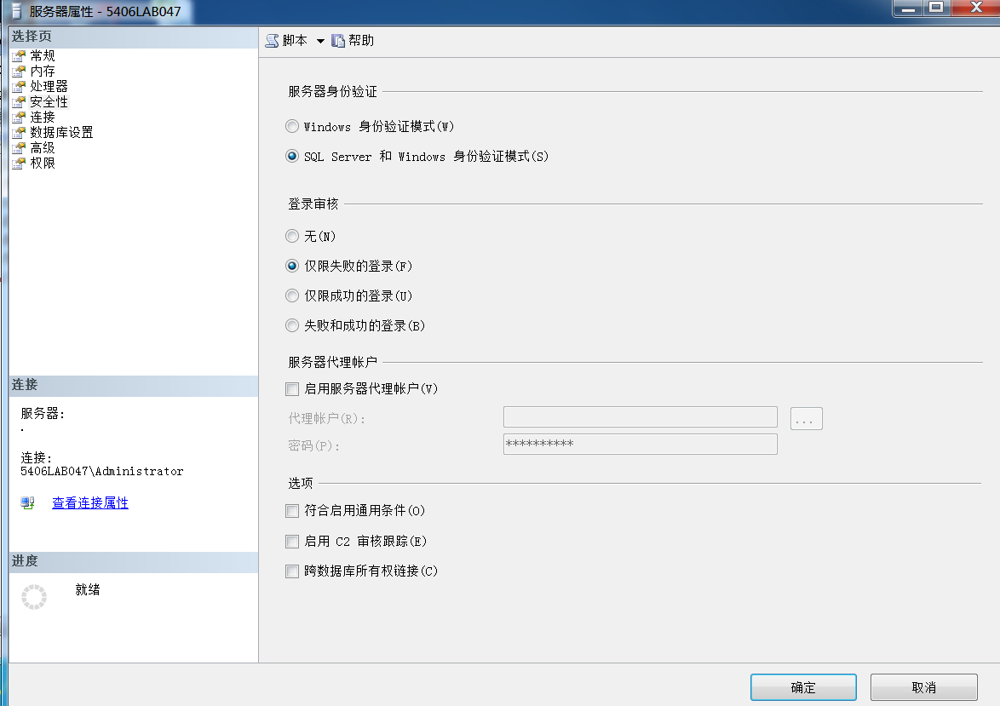 服务器属性 - 5406LAB047
选择页
常规
内存
处理器
安全性
连接
数据库设置
高级
权限
连接
服务器:
.
连接:
5406LAB047\Administrator
查看连接属性
进度
就绪
脚本 帮助
服务器身份验证
Windows 身份验证模式(W)
SQL Server 和 Windows 身份验证模式(S)
登录审核
无(N)
仅限失败的登录(F)
仅限成功的登录(U)
失败和成功的登录(B)
服务器代理帐户
启用服务器代理帐户(V)
代理帐户(R): ...
密码(P): **********
选项
符合启用通用条件(O)
启用 C2 审核跟踪(E)
跨数据库所有权链接(C)
确定 取消